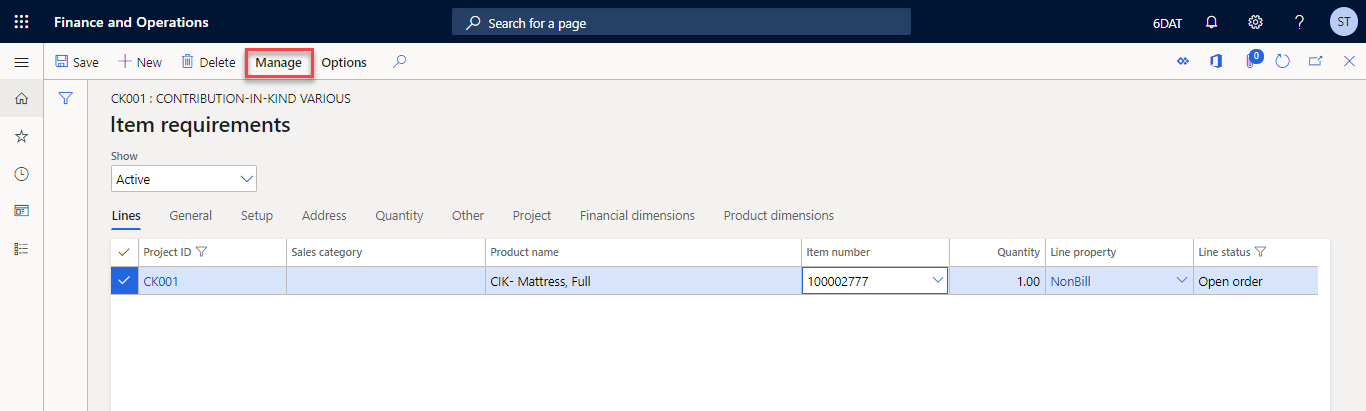 Finance and Operations
Search for a page
6DAT
?
ST
Save
New
Delete
Manage
Options
0
CK001 : CONTRIBUTION-IN-KIND VARIOUS
Item requirements
Show
Active
Lines General Setup Address Quantity Other Project Financial dimensions Product dimensions
Project ID Sales category Product name Item number Quantity Line property Line status
CK001 CIK- Mattress, Full 100002777 1.00 NonBill Open order